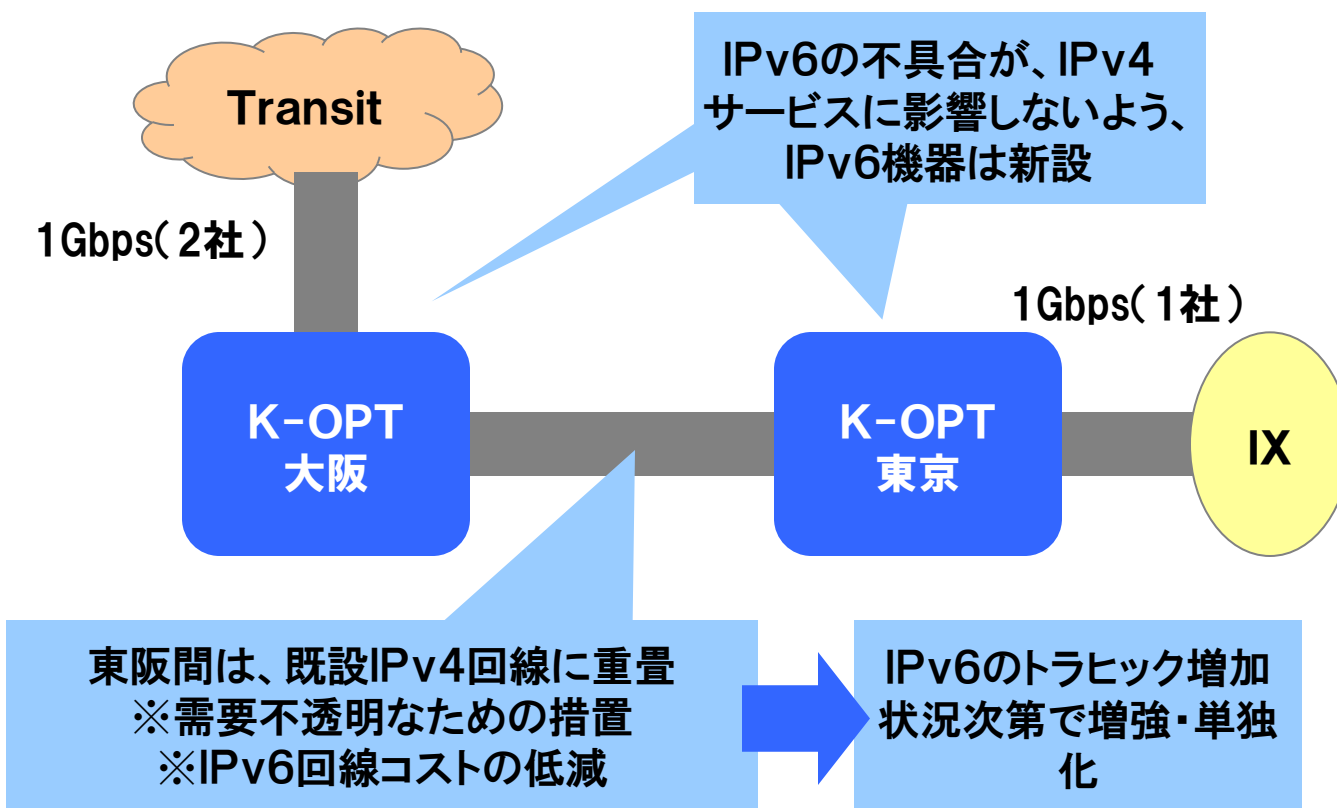 Transit
IPv6の不具合が、IPv4
サービスに影響しないよう、
IPv6機器は新設
1Gbps(2社)
1Gbps(1社)
K-OPT
大阪
K-OPT
東京
IX
東阪間は、既設IPv4回線に重畳
※需要不透明なための措置
※IPv6回線コストの低減
IPv6のトラヒック増加
状況次第で増強・単独
化